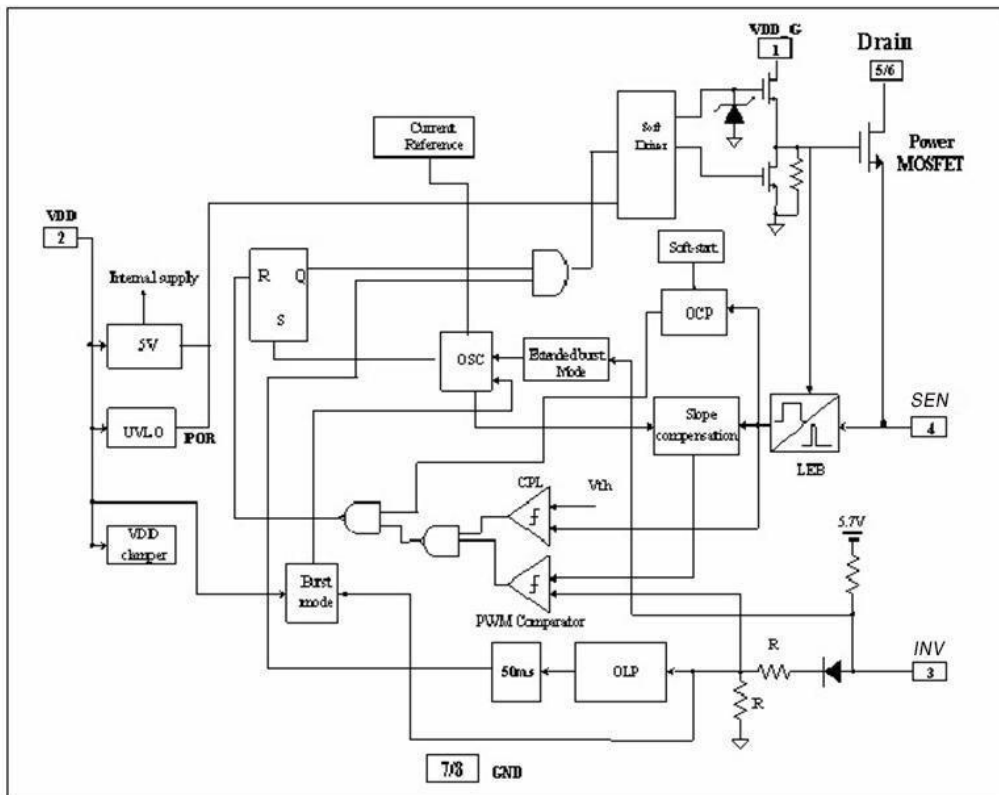 VDD_G
1
Drain
5/6
Current
Reference
Soft
Driver
Power
MOSFET
VDD
2
Soft-start
R
Q
S
Internal supply
5V
OCP
OSC
Extended burst
Mode
SEN
4
UVLO
POR
Slope
compensation
LEB
CPL
Vth
5.7V
VDD
clamper
Burst
mode
PWM Comparator
INV
3
R
50ms
OLP
R
7/8
GND